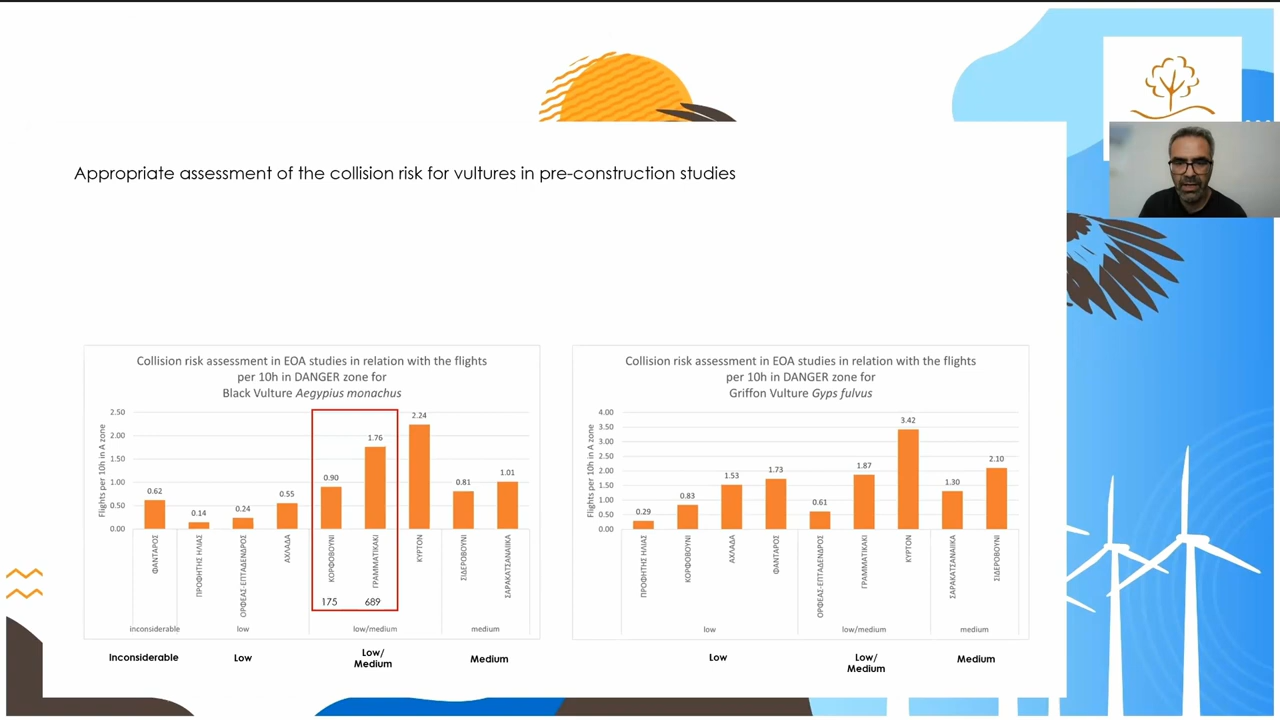 Appropriate assessment of the collision risk for vultures in pre-construction studies
Collision risk assessment in EOA studies in relation with the flights
per 10h in DANGER zone for
Black Vulture Aegypius monachus
Flights per 10h in A zone
2.50
2.00
1.50
1.00
0.50
0.00
0.62
0.14
0.24
0.55
0.90
1.76
2.24
0.81
1.01
ΦΑΝΤΑΡΟΣ
ΠΡΟΦΗΤΗΣ ΗΛΙΑΣ
ΟΡΦΕΑΣ-ΕΠΤΑΔΕΝΔΡΟΣ
ΑΧΛΑΔΑ
ΚΟΡΦΟΒΟΥΝΙ
ΓΡΑΜΜΑΤΙΚΑΚΙ
ΚΥΡΤΟΝ
ΣΙΔΕΡΟΒΟΥΝΙ
ΣΑΡΑΚΑΤΣΑΝΑΙΙΚΑ
175
689
inconsiderable
low
low/medium
medium
Inconsiderable
Low
Low/
Medium
Medium
Collision risk assessment in EOA studies in relation with the flights
per 10h in DANGER zone for
Griffon Vulture Gyps fulvus
Flights per 10h in A zone
4.00
3.50
3.00
2.50
2.00
1.50
1.00
0.50
0.00
0.29
0.83
1.53
1.73
0.61
1.87
3.42
1.30
2.10
ΠΡΟΦΗΤΗΣ ΗΛΙΑΣ
ΚΟΡΦΟΒΟΥΝΙ
ΑΧΛΑΔΑ
ΦΑΝΤΑΡΟΣ
ΟΡΦΕΑΣ-ΕΠΤΑΔΕΝΔΡΟΣ
ΓΡΑΜΜΑΤΙΚΑΚΙ
ΚΥΡΤΟΝ
ΣΑΡΑΚΑΤΣΑΝΑΙΙΚΑ
ΣΙΔΕΡΟΒΟΥΝΙ
low
low/medium
medium
Low
Low/
Medium
Medium